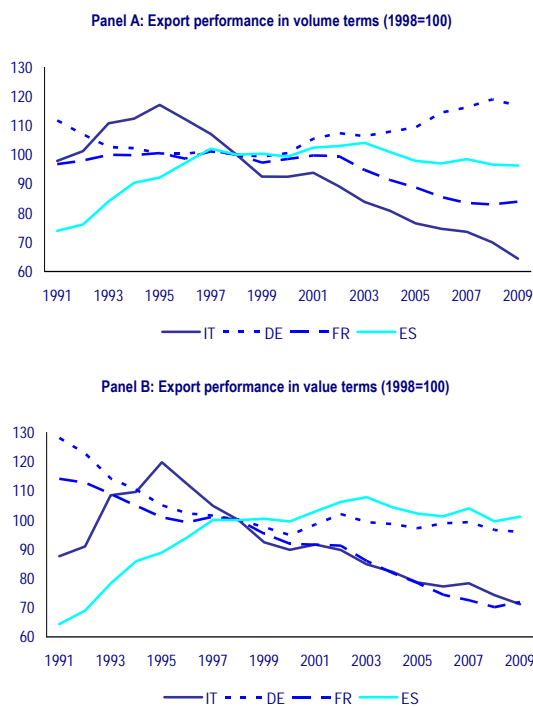 Panel A: Export performance in volume terms (1998=100)
130
120
110
100
90
80
70
60
1991 1993 1995 1997 1999 2001 2003 2005 2007 2009
IT DE FR ES
Panel B: Export performance in value terms (1998=100)
130
120
110
100
90
80
70
60
1991 1993 1995 1997 1999 2001 2003 2005 2007 2009
IT DE FR ES